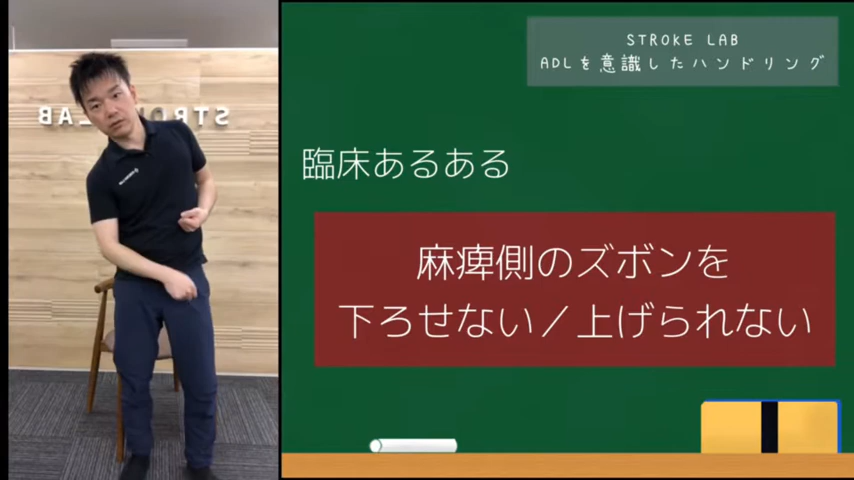 STROKE LAB
ADLを意識したハンドリング
STROKE LAB
臨床あるある
麻痺側のズボンを
下ろせない／上げられない